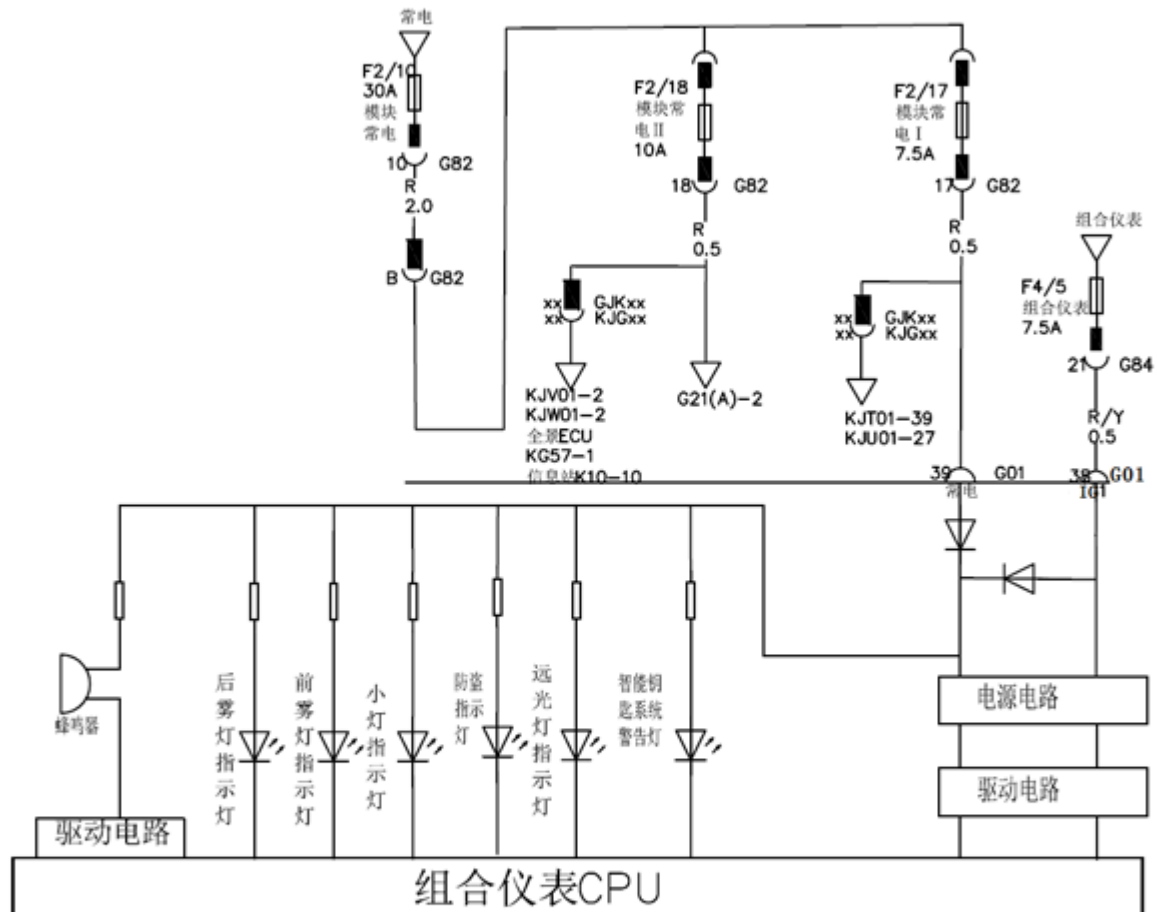 常电
F2/10
30A
模块
常电
10
G82
R
2.0
B
G82
F2/18
模块常
电Ⅱ
10A
18
G82
R
0.5
xx
GJKxx
xx
KJGxx
KJV01-2
KJW01-2
全景ECU
KG57-1
信息站K10-10
G21(A)-2
F2/17
模块常
电Ⅰ
7.5A
17
G82
R
0.5
xx
GJKxx
xx
KJGxx
KJT01-39
KJU01-27
组合仪表
F4/5
组合仪表
7.5A
21
G84
R/Y
0.5
39
G01
常电
38
G01
IG1
蜂鸣器
后雾灯指示灯
前雾灯指示灯
小灯指示灯
防盗
指示
灯
远光灯指示灯
智能钥
匙系统
警告灯
电源电路
驱动电路
驱动电路
组合仪表CPU